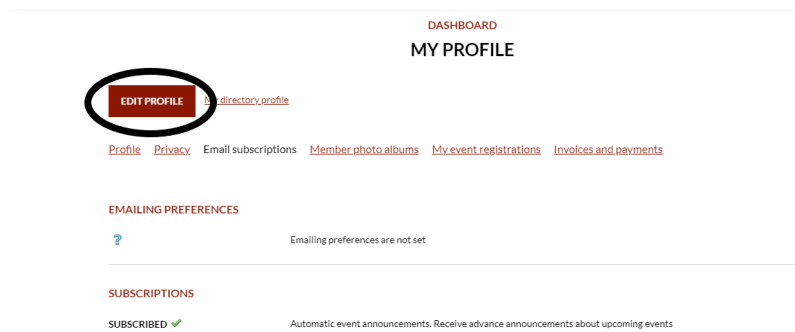 DASHBOARD
MY PROFILE
EDIT PROFILE My directory profile
Profile Privacy Email subscriptions Member photo albums My event registrations Invoices and payments
EMAILING PREFERENCES
? Emailing preferences are not set
SUBSCRIPTIONS
SUBSCRIBED Automatic event announcements. Receive advance announcements about upcoming events